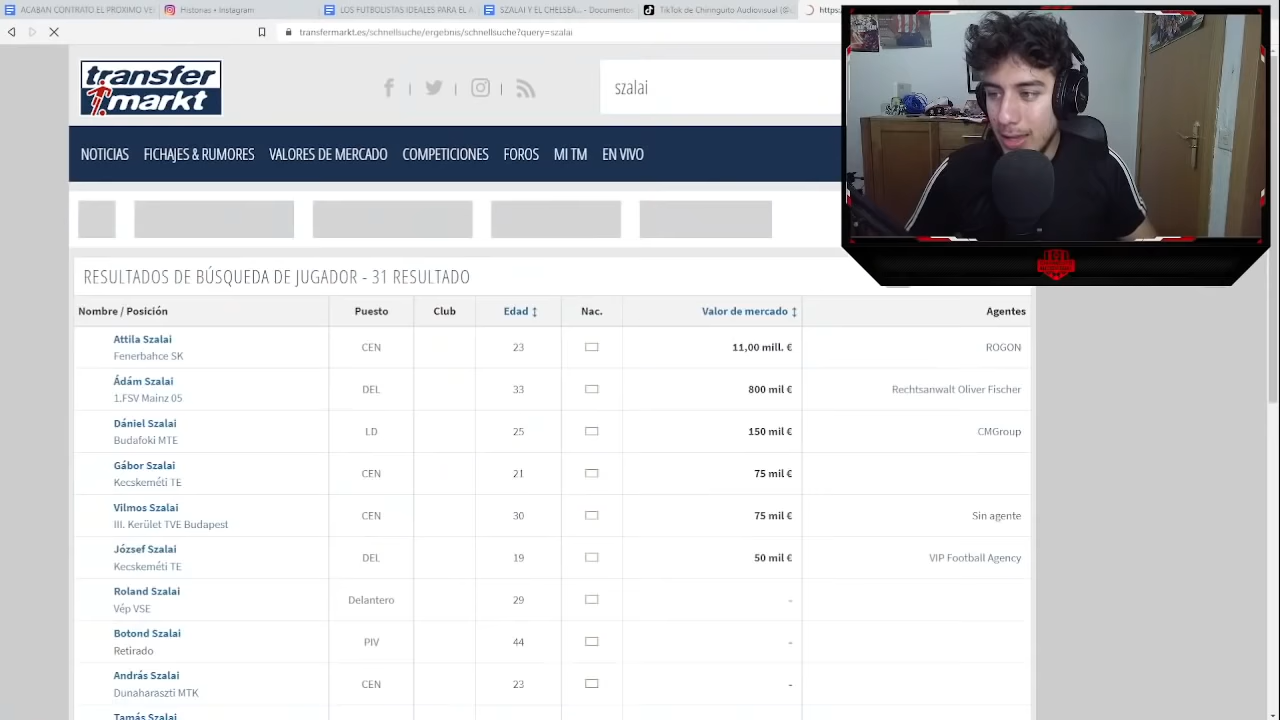 ACABAN CONTRATO EL PROXIMO VE
Historias • Instagram
LOS FUTBOLISTAS IDEALES PARA EL A
SZALAI Y EL CHELSEA... - Documentos
TikTok de Chiringuito Audiovisual (@
https:
transfermarkt.es/schnellsuche/ergebnis/schnellsuche?query=szalai
transfer
markt
szalai
NOTICIAS FICHAJES & RUMORES VALORES DE MERCADO COMPETICIONES FOROS MI TM EN VIVO
RESULTADOS DE BÚSQUEDA DE JUGADOR - 31 RESULTADO
Nombre / Posición Puesto Club Edad Nac. Valor de mercado Agentes
Attila Szalai
Fenerbahce SK
CEN 23 11,00 mill. € ROGON
Ádám Szalai
1.FSV Mainz 05
DEL 33 800 mil € Rechtsanwalt Oliver Fischer
Dániel Szalai
Budafoki MTE
LD 25 150 mil € CMGroup
Gábor Szalai
Kecskeméti TE
CEN 21 75 mil €
Vilmos Szalai
III. Kerület TVE Budapest
CEN 30 75 mil € Sin agente
József Szalai
Kecskeméti TE
DEL 19 50 mil € VIP Football Agency
Roland Szalai
Vép VSE
Delantero 29 -
Botond Szalai
Retirado
PIV 44 -
András Szalai
Dunaharaszti MTK
CEN 23 -
Tamás Szalai